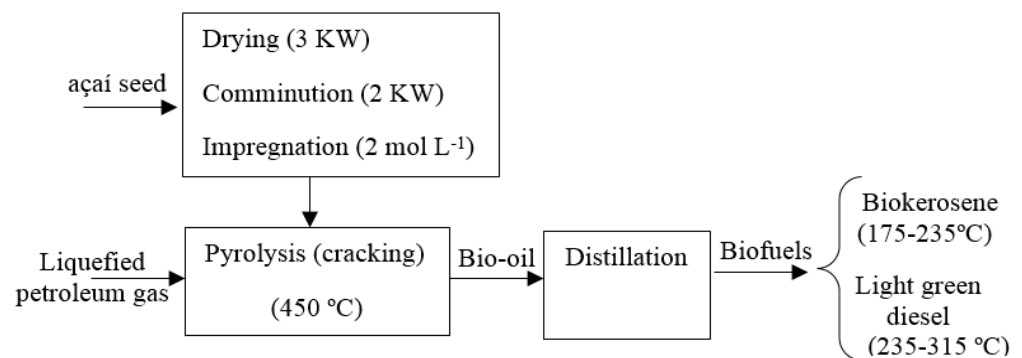 açaí seed
Drying (3 KW)
Comminution (2 KW)
Impregnation (2 mol L⁻¹)
Liquefied
petroleum gas
Pyrolysis (cracking)
(450 ºC)
Bio-oil
Distillation
Biofuels
Biokerosene
(175-235ºC)
Light green
diesel
(235-315 ºC)